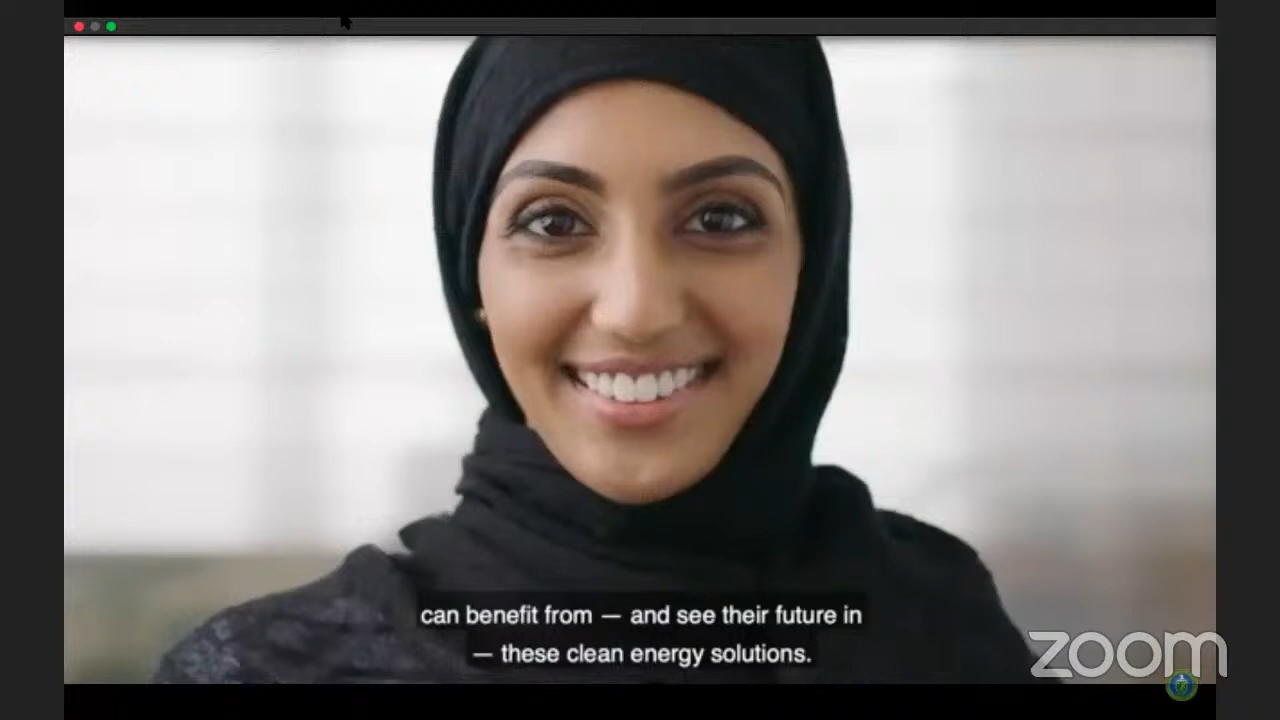 can benefit from — and see their future in
— these clean energy solutions.
zoom